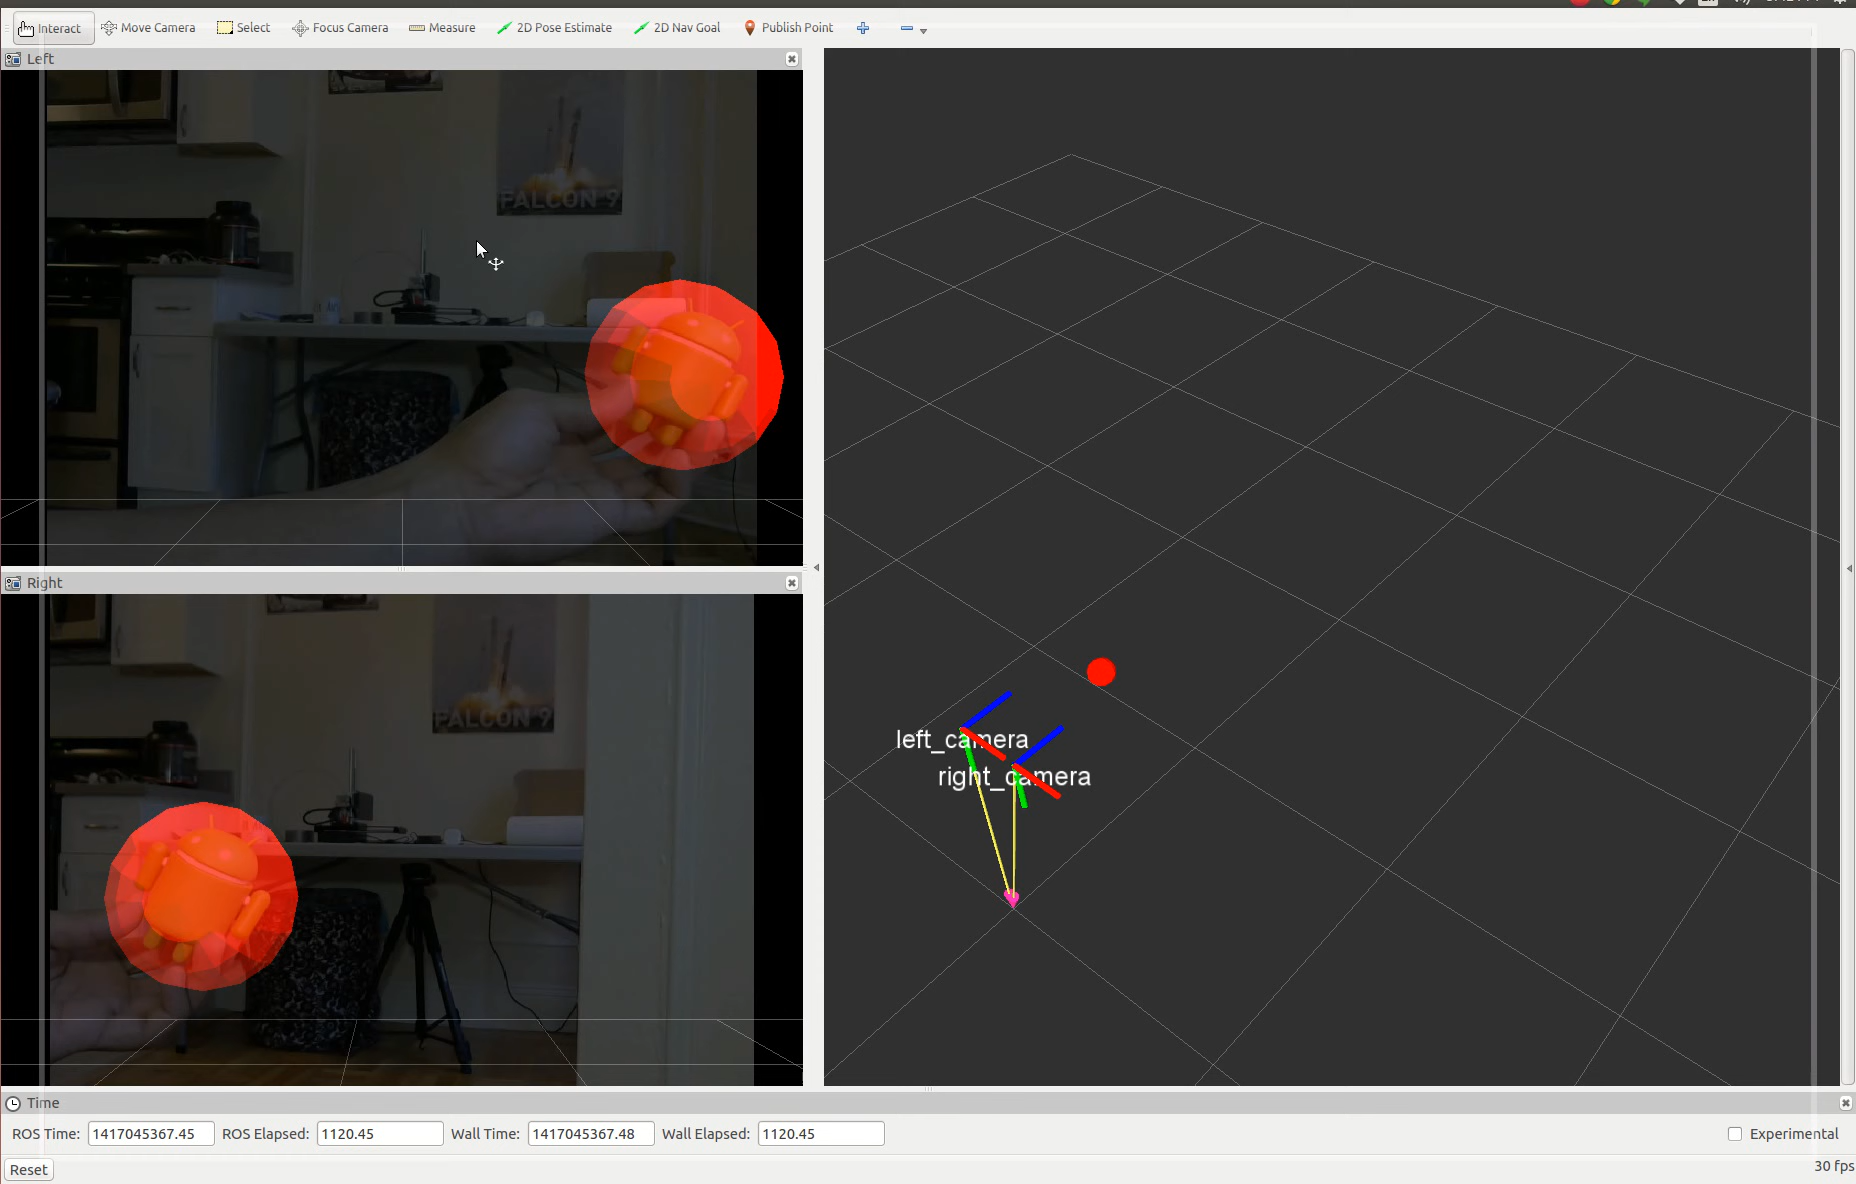 Interact Move Camera Select Focus Camera Measure 2D Pose Estimate 2D Nav Goal Publish Point
Left
FALCON 9
Right
FALCON 9
left_camera
right_camera
Time
ROS Time: 1417045367.45 ROS Elapsed: 1120.45 Wall Time: 1417045367.48 Wall Elapsed: 1120.45 Experimental
Reset
30 fps